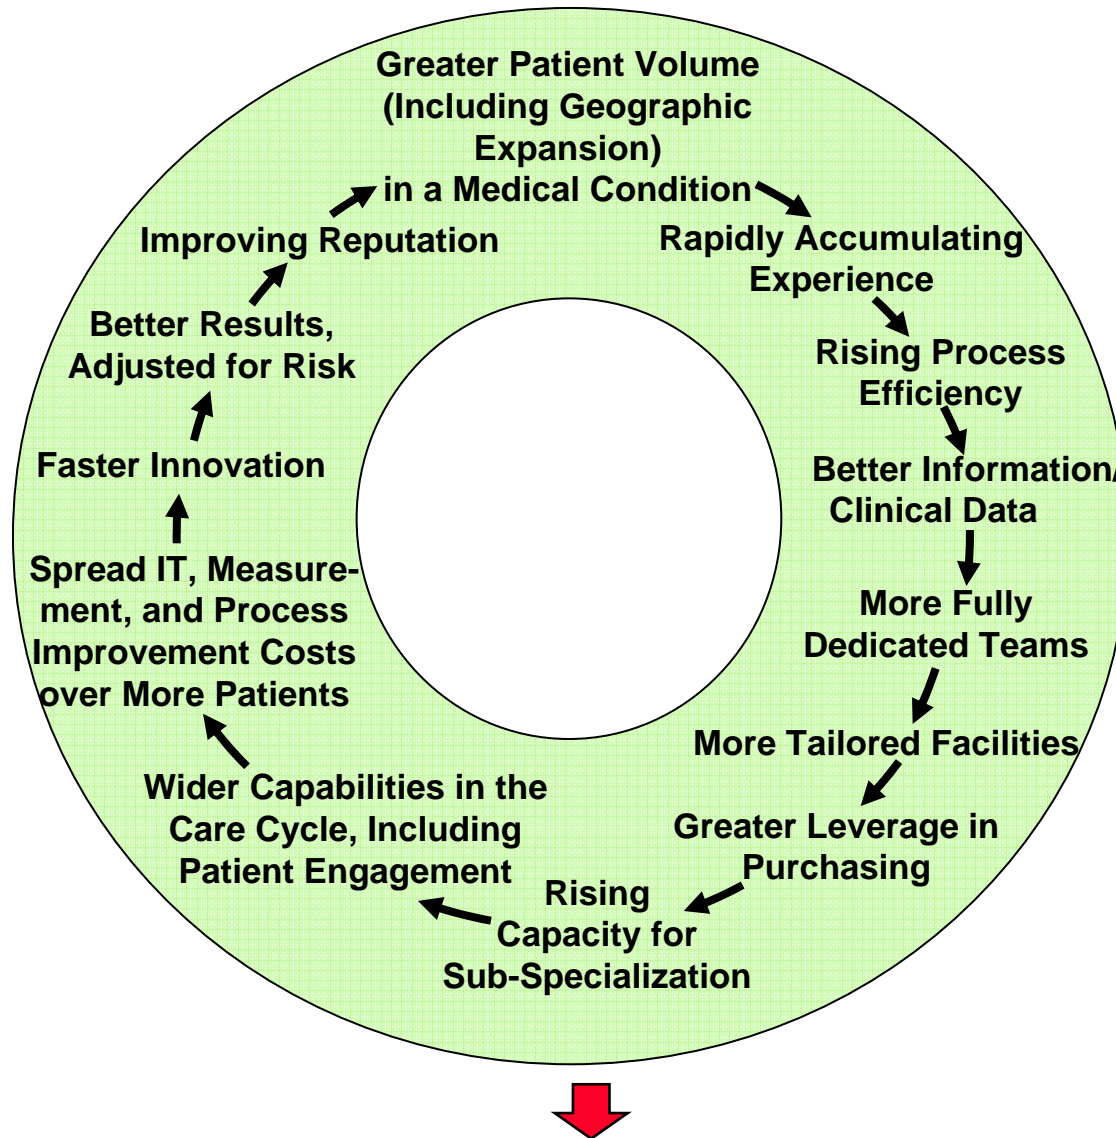 Greater Patient Volume
(Including Geographic
Expansion)
in a Medical Condition
Rapidly Accumulating
Experience
Rising Process
Efficiency
Better Information/
Clinical Data
More Fully
Dedicated Teams
More Tailored Facilities
Greater Leverage in
Purchasing
Rising
Capacity for
Sub-Specialization
Wider Capabilities in the
Care Cycle, Including
Patient Engagement
Spread IT, Measure-
ment, and Process
Improvement Costs
over More Patients
Faster Innovation
Better Results,
Adjusted for Risk
Improving Reputation